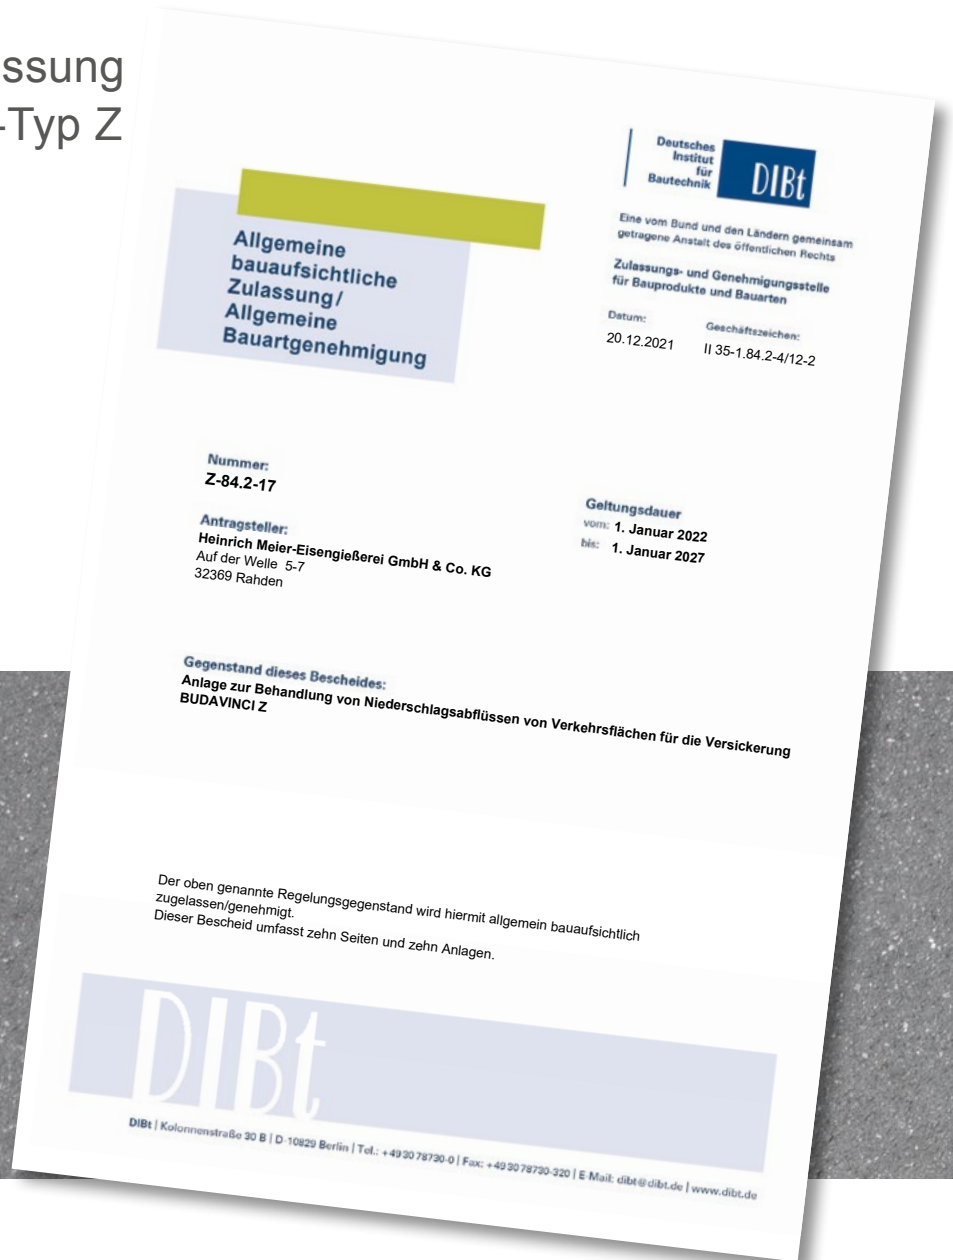 ssung
-Typ Z
Deutsches
Institut
für
Bautechnik
DIBt
Eine vom Bund und den Ländern gemeinsam
getragene Anstalt des öffentlichen Rechts
Zulassungs- und Genehmigungsstelle
für Bauprodukte und Bauarten
Datum:
Geschäftszeichen:
20.12.2021
II 35-1.84.2-4/12-2
Allgemeine
bauaufsichtliche
Zulassung/
Allgemeine
Bauartgenehmigung
Nummer:
Z-84.2-17
Antragsteller:
Heinrich Meier-Eisengießerei GmbH & Co. KG
Auf der Welle 5-7
32369 Rahden
Geltungsdauer
vom: 1. Januar 2022
bis: 1. Januar 2027
Gegenstand dieses Bescheides:
Anlage zur Behandlung von Niederschlagsabflüssen von Verkehrsflächen für die Versickerung
BUDAVINCI Z
Der oben genannte Regelungsgegenstand wird hiermit allgemein bauaufsichtlich
zugelassen/genehmigt.
Dieser Bescheid umfasst zehn Seiten und zehn Anlagen.
DIBt
DIBt | Kolonnenstraße 30 B | D-10829 Berlin | Tel.: +493078730-0 | Fax: +493078730-320 | E-Mail: dibt@dibt.de | www.dibt.de